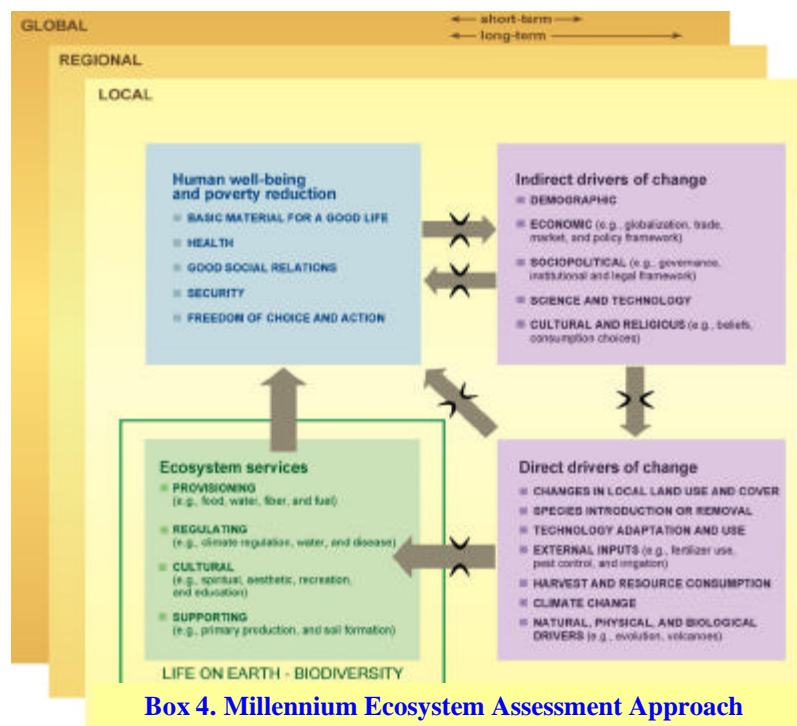 GLOBAL
short-term
long-term
REGIONAL
LOCAL
Human well-being
and poverty reduction
BASIC MATERIAL FOR A GOOD LIFE
HEALTH
GOOD SOCIAL RELATIONS
SECURITY
FREEDOM OF CHOICE AND ACTION
Indirect drivers of change
DEMOGRAPHIC
ECONOMIC (e.g., globalization, trade,
market, and policy framework)
SOCIOPOLITICAL (e.g., governance,
institutional and legal framework)
SCIENCE AND TECHNOLOGY
CULTURAL AND RELIGIOUS (e.g., beliefs,
consumption choices)
Ecosystem services
PROVISIONING
(e.g., food, water, fiber, and fuel)
REGULATING
(e.g., climate regulation, water, and disease)
CULTURAL
(e.g., spiritual, aesthetic, recreation,
and education)
SUPPORTING
(e.g., primary production, and soil formation)
LIFE ON EARTH - BIODIVERSITY
Direct drivers of change
CHANGES IN LOCAL LAND USE AND COVER
SPECIES INTRODUCTION OR REMOVAL
TECHNOLOGY ADAPTATION AND USE
EXTERNAL INPUTS (e.g., fertilizer use,
pest control, and irrigation)
HARVEST AND RESOURCE CONSUMPTION
CLIMATE CHANGE
NATURAL, PHYSICAL, AND BIOLOGICAL
DRIVERS (e.g., evolution, volcanoes)
Box 4. Millennium Ecosystem Assessment Approach